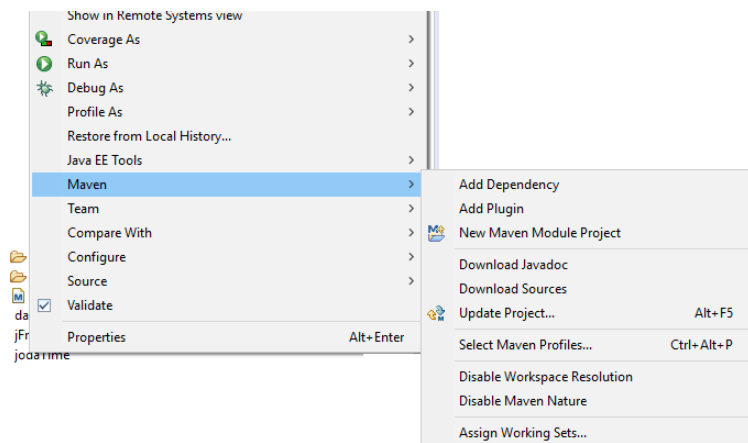 Show in Remote Systems view
Coverage As
Run As
Debug As
Profile As
Restore from Local History...
Java EE Tools
Maven
Team
Compare With
Configure
Source
Validate
Properties Alt+Enter
Add Dependency
Add Plugin
New Maven Module Project
Download Javadoc
Download Sources
Update Project... Alt+F5
Select Maven Profiles... Ctrl+Alt+P
Disable Workspace Resolution
Disable Maven Nature
Assign Working Sets...
da
jFr
jodaTime